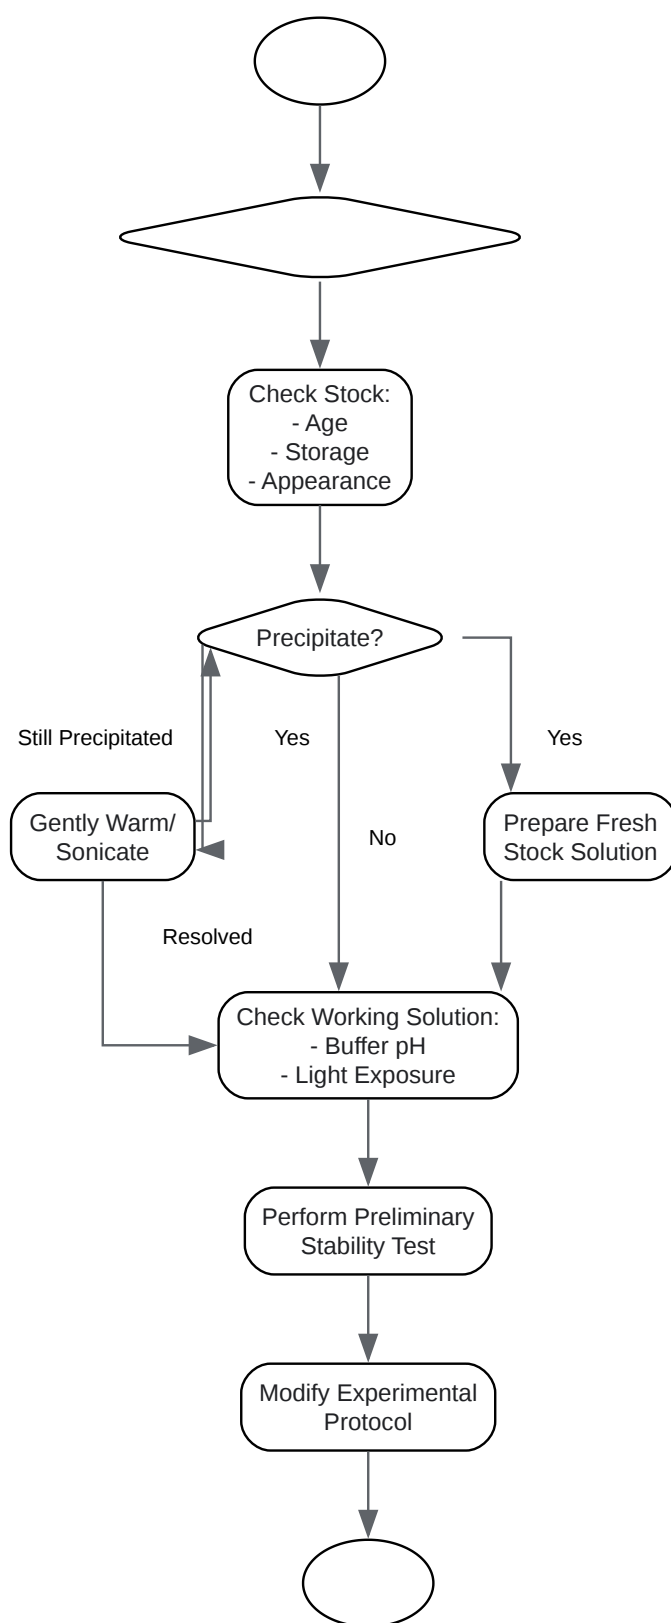 Check Stock:
- Age
- Storage
- Appearance
Precipitate?
Still Precipitated
Yes
Yes
Gently Warm/
Sonicate
No
Prepare Fresh
Stock Solution
Resolved
Check Working Solution:
- Buffer pH
- Light Exposure
Perform Preliminary
Stability Test
Modify Experimental
Protocol